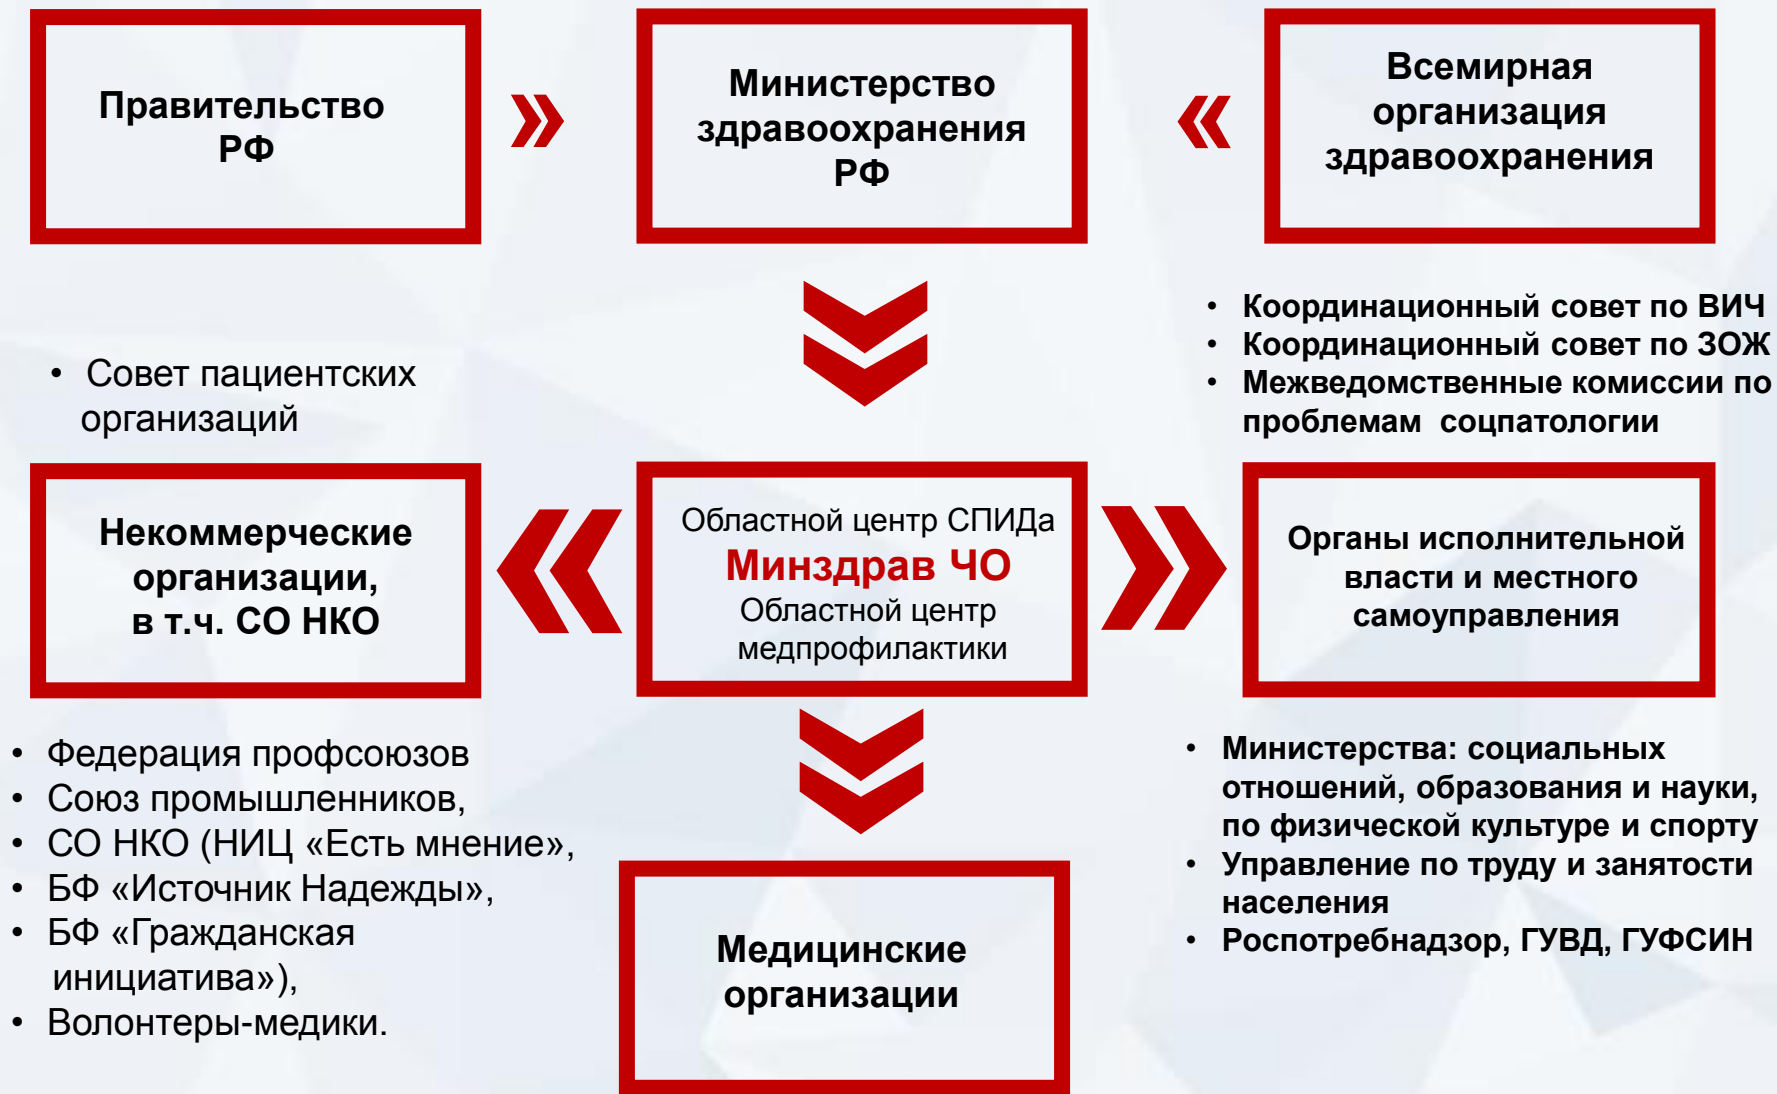 Правительство
РФ
Министерство
здравоохранения
РФ
Всемирная
организация
здравоохранения
• Совет пациентских
организаций
• Координационный совет по ВИЧ
• Координационный совет по ЗОЖ
• Межведомственные комиссии по
проблемам соцпатологии
Некоммерческие
организации,
в т.ч. СО НКО
Областной центр СПИДа
Минздрав ЧО
Областной центр
медпрофилактики
Органы исполнительной
власти и местного
самоуправления
• Федерация профсоюзов
• Союз промышленников,
• СО НКО (НИЦ «Есть мнение»,
• БФ «Источник Надежды»,
• БФ «Гражданская
инициатива»),
• Волонтеры-медики.
Медицинские
организации
• Министерства: социальных
отношений, образования и науки,
по физической культуре и спорту
• Управление по труду и занятости
населения
• Роспотребнадзор, ГУВД, ГУФСИН